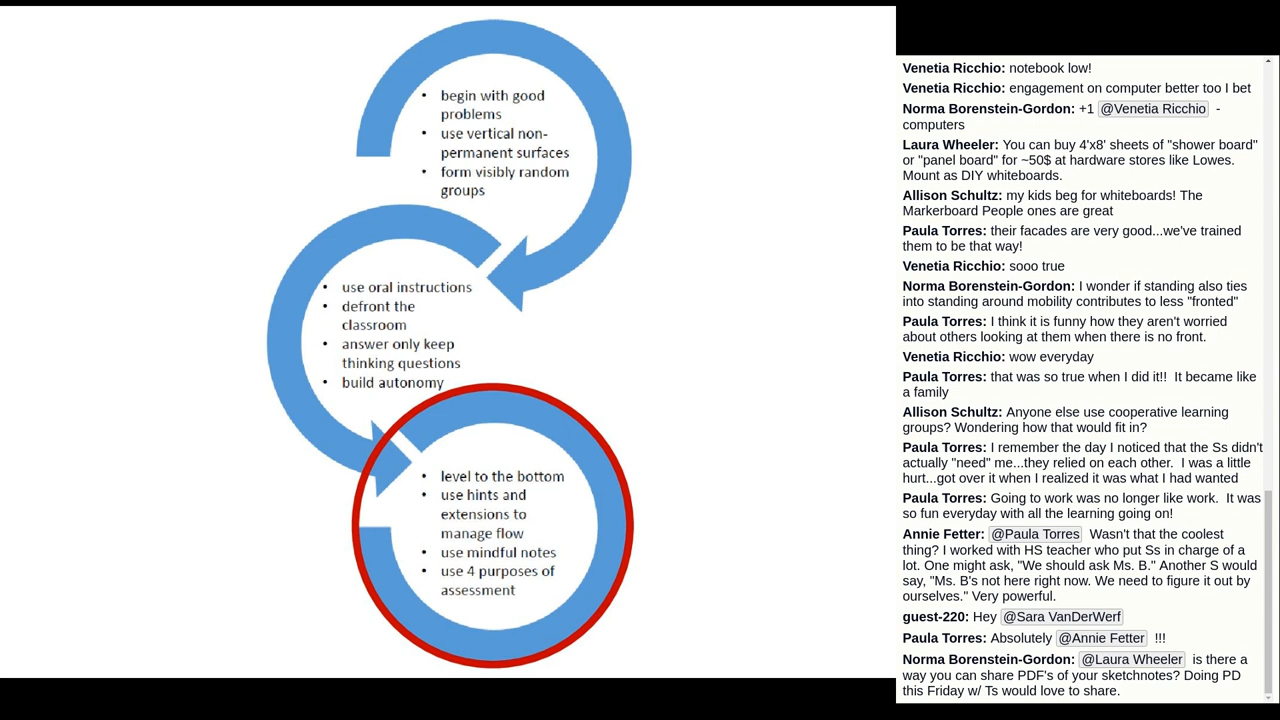 • begin with good
problems
• use vertical non-
permanent surfaces
• form visibly random
groups
• use oral instructions
• defront the
classroom
• answer only keep
thinking questions
• build autonomy
• level to the bottom
• use hints and
extensions to
manage flow
• use mindful notes
• use 4 purposes of
assessment
Venetia Ricchio: notebook low!
Venetia Ricchio: engagement on computer better too I bet
Norma Borenstein-Gordon: +1 @Venetia Ricchio -
computers
Laura Wheeler: You can buy 4'x8' sheets of "shower board"
or "panel board" for ~50$ at hardware stores like Lowes.
Mount as DIY whiteboards.
Allison Schultz: my kids beg for whiteboards! The
Markerboard People ones are great
Paula Torres: their facades are very good...we've trained
them to be that way!
Venetia Ricchio: sooo true
Norma Borenstein-Gordon: I wonder if standing also ties
into standing around mobility contributes to less "fronted"
Paula Torres: I think it is funny how they aren't worried
about others looking at them when there is no front.
Venetia Ricchio: wow everyday
Paula Torres: that was so true when I did it!! It became like
a family
Allison Schultz: Anyone else use cooperative learning
groups? Wondering how that would fit in?
Paula Torres: I remember the day I noticed that the Ss didn't
actually "need" me...they relied on each other. I was a little
hurt...got over it when I realized it was what I had wanted
Paula Torres: Going to work was no longer like work. It was
so fun everyday with all the learning going on!
Annie Fetter: @Paula Torres Wasn't that the coolest
thing? I worked with HS teacher who put Ss in charge of a
lot. One might ask, "We should ask Ms. B." Another S would
say, "Ms. B's not here right now. We need to figure it out by
ourselves." Very powerful.
guest-220: Hey @Sara VanDerWerf
Paula Torres: Absolutely @Annie Fetter !!!
Norma Borenstein-Gordon: @Laura Wheeler is there a
way you can share PDF's of your sketchnotes? Doing PD
this Friday w/ Ts would love to share.